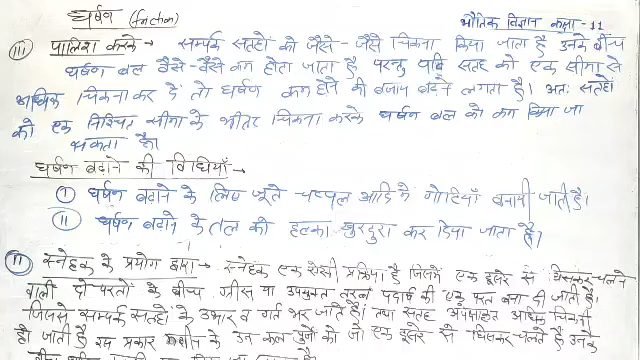 घर्षण (friction)
भौतिक विज्ञान कक्षा - 11
(iii) पालिश करके → सम्पर्क सतहों को जैसे-जैसे चिकना किया जाता है उनके बीच
घर्षण बल वैसे-वैसे कम होता जाता है परन्तु यदि सतह को एक सीमा से
अधिक चिकना कर दें तो घर्षण कम होने की बजाय बढने लगता है। अतः सतहों
को एक निश्चित सीमा के भीतर चिकना करके घर्षण बल को कम किया जा
सकता है।
घर्षण बढाने की विधियाँ →
(i) घर्षण बढाने के लिए जूते चप्पल आदि में गोटियाँ बनायी जाती है।
(ii) घर्षण बढाने के तल को हल्का खुरदुरा कर दिया जाता है।
(ii) स्नेहक के प्रयोग द्वारा → स्नेहक एक ऐसी प्रक्रिया है जिसमें एक दूसरे से घिसकर चलने
वाली दो परतों के बीच ग्रीस या उपयुक्त तरल पदार्थ की एक परत बना दी जाती है।
जिससे सम्पर्क सतहों के उभार व गर्त भर जाते हैं। तथा सतह अपेक्षाकृत अधिक चिकनी
हो जाती है इस प्रकार मशीन के उन कल पुर्जों को जो एक दूसरे से घिसकर चलते है उनके